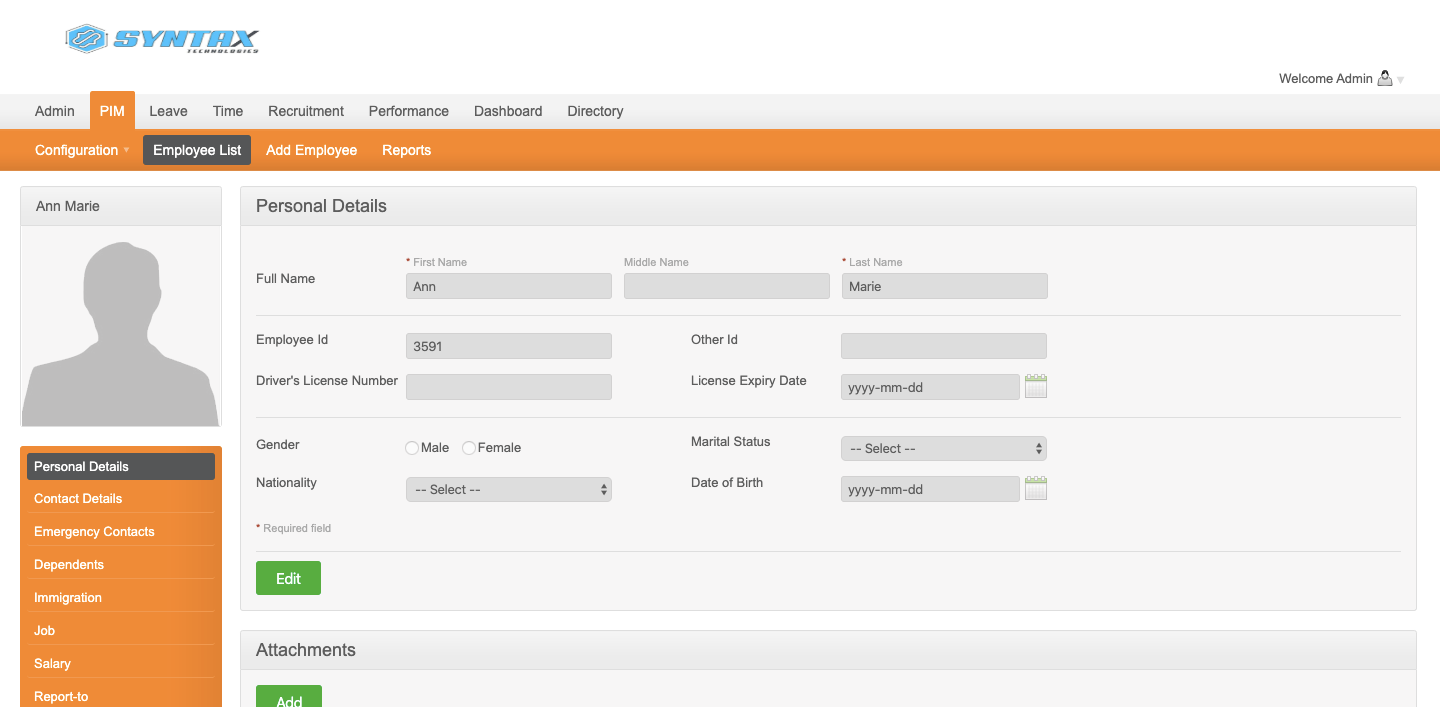 SYNTAX
TECHNOLOGIES
Welcome Admin
Admin PIM Leave Time Recruitment Performance Dashboard Directory
Configuration Employee List Add Employee Reports
Ann Marie
Personal Details
* First Name Middle Name * Last Name
Full Name Ann Marie
Employee Id 3591 Other Id
Driver's License Number License Expiry Date yyyy-mm-dd
Gender Male Female Marital Status -- Select --
Nationality -- Select -- Date of Birth yyyy-mm-dd
* Required field
Edit
Personal Details
Contact Details
Emergency Contacts
Dependents
Immigration
Job
Salary
Report-to
Attachments
Add